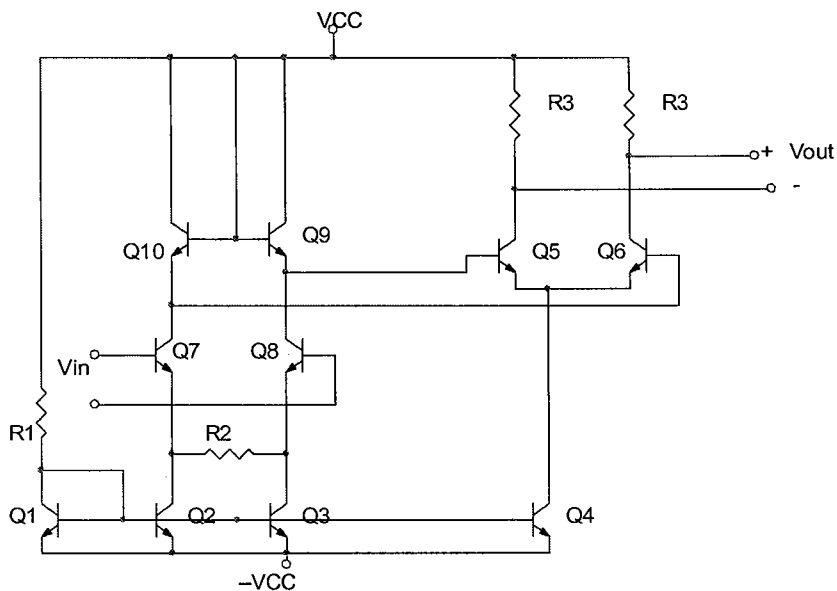 VCC
R3 R3
+ Vout
-
Q10 Q9 Q5 Q6
Vin Q7 Q8
R1 R2
Q1 Q2 Q3 Q4
–VCC